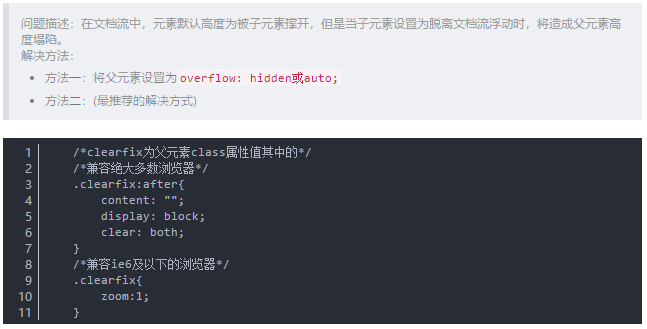 问题描述：在文档流中，元素默认高度为被子元素撑开，但是当子元素设置为脱离文档流浮动时，将造成父元素高
度塌陷。
解决方法：
• 方法一：将父元素设置为 overflow: hidden或auto;
• 方法二：(最推荐的解决方式)
1 /*clearfix为父元素class属性值其中的*/
2 /*兼容绝大多数浏览器*/
3 .clearfix:after{
4 content: "";
5 display: block;
6 clear: both;
7 }
8 /*兼容ie6及以下的浏览器*/
9 .clearfix{
10 zoom:1;
11 }